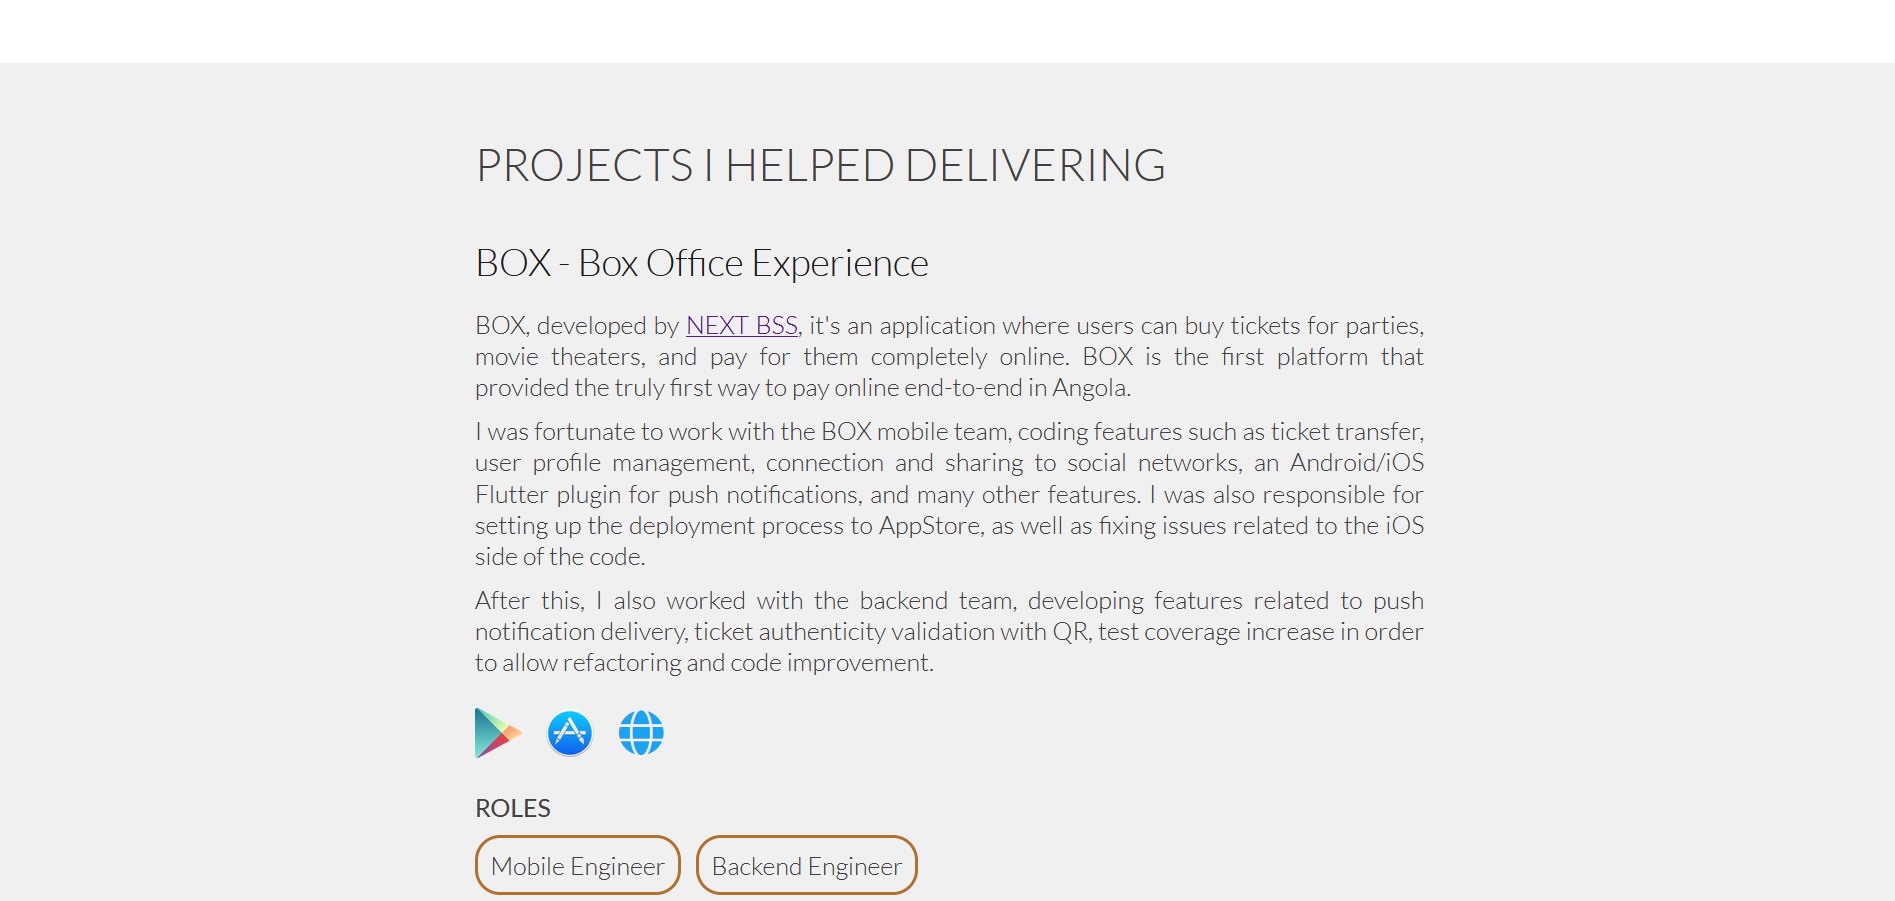 PROJECTS I HELPED DELIVERING
BOX - Box Office Experience
BOX, developed by NEXT BSS, it's an application where users can buy tickets for parties,
movie theaters, and pay for them completely online. BOX is the first platform that
provided the truly first way to pay online end-to-end in Angola.
I was fortunate to work with the BOX mobile team, coding features such as ticket transfer,
user profile management, connection and sharing to social networks, an Android/iOS
Flutter plugin for push notifications, and many other features. I was also responsible for
setting up the deployment process to AppStore, as well as fixing issues related to the iOS
side of the code.
After this, I also worked with the backend team, developing features related to push
notification delivery, ticket authenticity validation with QR, test coverage increase in order
to allow refactoring and code improvement.
ROLES
Mobile Engineer Backend Engineer